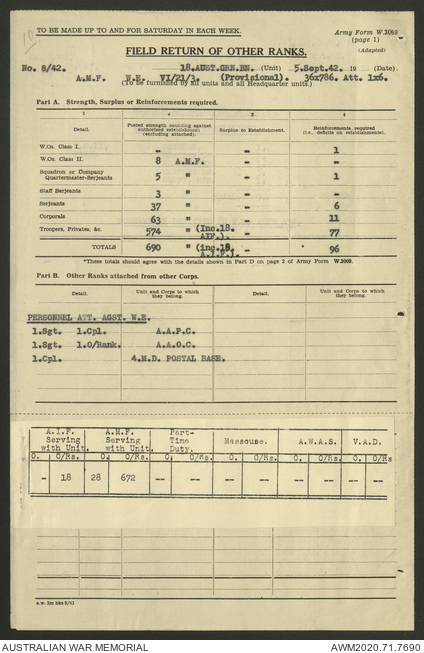 TO BE MADE UP TO AND FOR SATURDAY IN EACH WEEK.
Army Form W.3009
(page 1)
(Adapted)
FIELD RETURN OF OTHER RANKS.
No. 8/42. 18.AUST.GRN.BN. (Unit) 5.Sept.42. 19 (Date).
A.M.F. W.E. VI/21/3. (Provisional). 36x786. Att. 1x6.
(To be furnished by all units and all Headquarter units.)
Part A. Strength, Surplus or Reinforcements required.
1 2 3 4
Detail. Posted strength counting against authorised establishment (excluding attached). Surplus to Establishment. Reinforcements required (i.e., deficits on establishments).
W.Os. Class I. - - 1
W.Os. Class II. 8 A.M.F. - -
Squadron or Company Quartermaster-Serjeants 5 " - 1
Staff Serjeants 3 " - -
Serjeants 37 " - 6
Corporals 63 " - 11
Troopers, Privates, &c. 574 " (Inc.18. AIF.). - 77
TOTALS 690 " (inc.18. A.I.F.). - 96
*These totals should agree with the details shown in Part D on page 2 of Army Form W.3009.
Part B. Other Ranks attached from other Corps.
Detail. Unit and Corps to which they belong. Detail. Unit and Corps to which they belong.
PERSONNEL ATT. AGST. W.E.
1.Sgt. 1.Cpl. A.A.P.C.
1.Sgt. 1.O/Rank. A.A.O.C.
1.Cpl. 4.M.D. POSTAL BASE.
A.I.F. Serving with Unit. A.M.F. Serving with Unit. Part-Time Duty. Masseuse. A.W.A.S. V.A.D.
O. O/Rs. O. O/Rs. O. O/Rs. O. O/Rs. O. O/Rs. O. O/Rs
- 18 28 672 -- -- -- -- -- -- -- --
AUSTRALIAN WAR MEMORIAL
AWM2020.71.7690